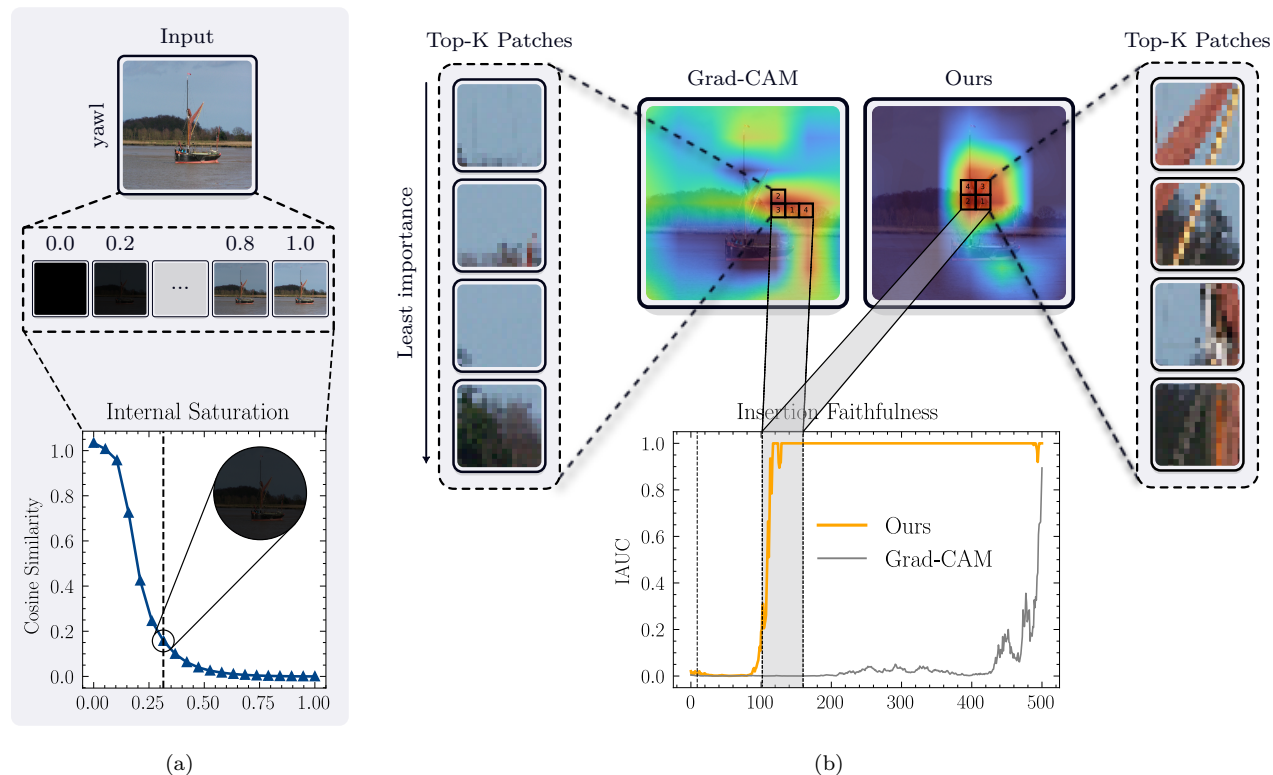 Input
yawl
0.0 0.2 0.8 1.0
...
Internal Saturation
Cosine Similarity
1.0
0.8
0.6
0.4
0.2
0.0
0.00 0.25 0.50 0.75 1.00
(a)
Top-K Patches
Least importance
Grad-CAM
2
3 1 4
Ours
4 3
2 1
Top-K Patches
Insertion Faithfulness
IAUC
1.0
0.8
0.6
0.4
0.2
0.0
Ours
Grad-CAM
0 100 200 300 400 500
(b)